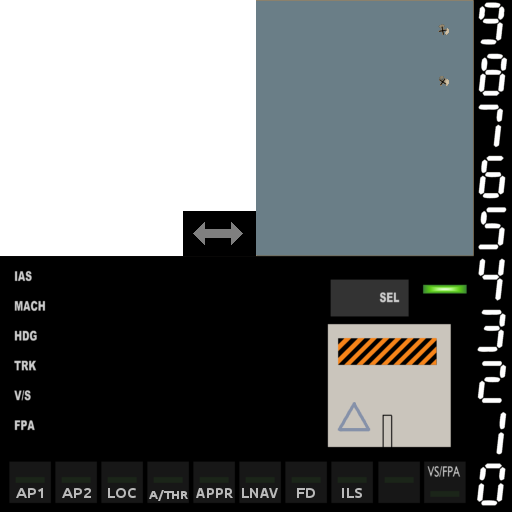 9
8
7
6
5
4
3
2
1
0
IAS
MACH
HDG
TRK
V/S
FPA
SEL
VS/FPA
AP1 AP2 LOC A/THR APPR LNAV FD ILS